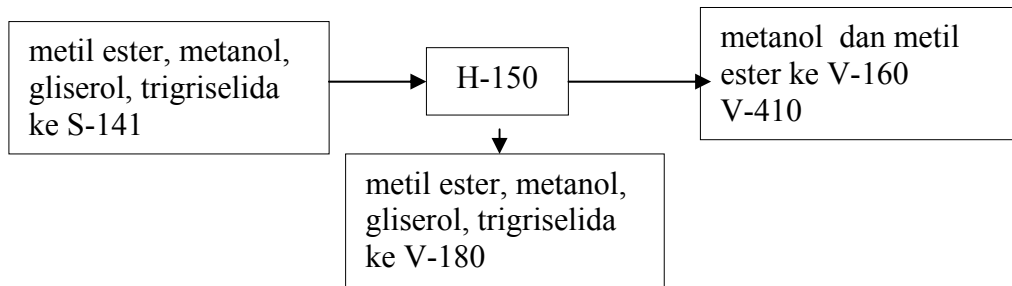 metil ester, metanol,
gliserol, trigriselida
ke S-141
H-150
metanol dan metil
ester ke V-160
V-410
metil ester, metanol,
gliserol, trigriselida
ke V-180